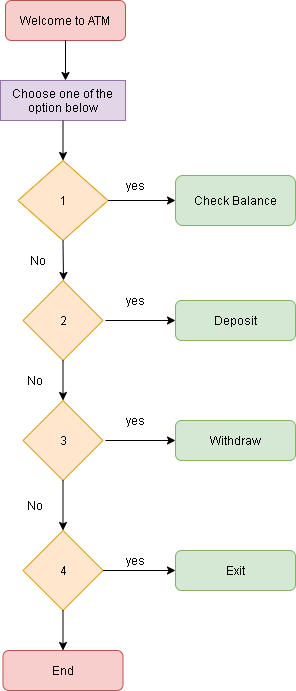 Welcome to ATM
Choose one of the
option below
1
yes
Check Balance
No
2
yes
Deposit
No
3
yes
Withdraw
No
4
yes
Exit
End